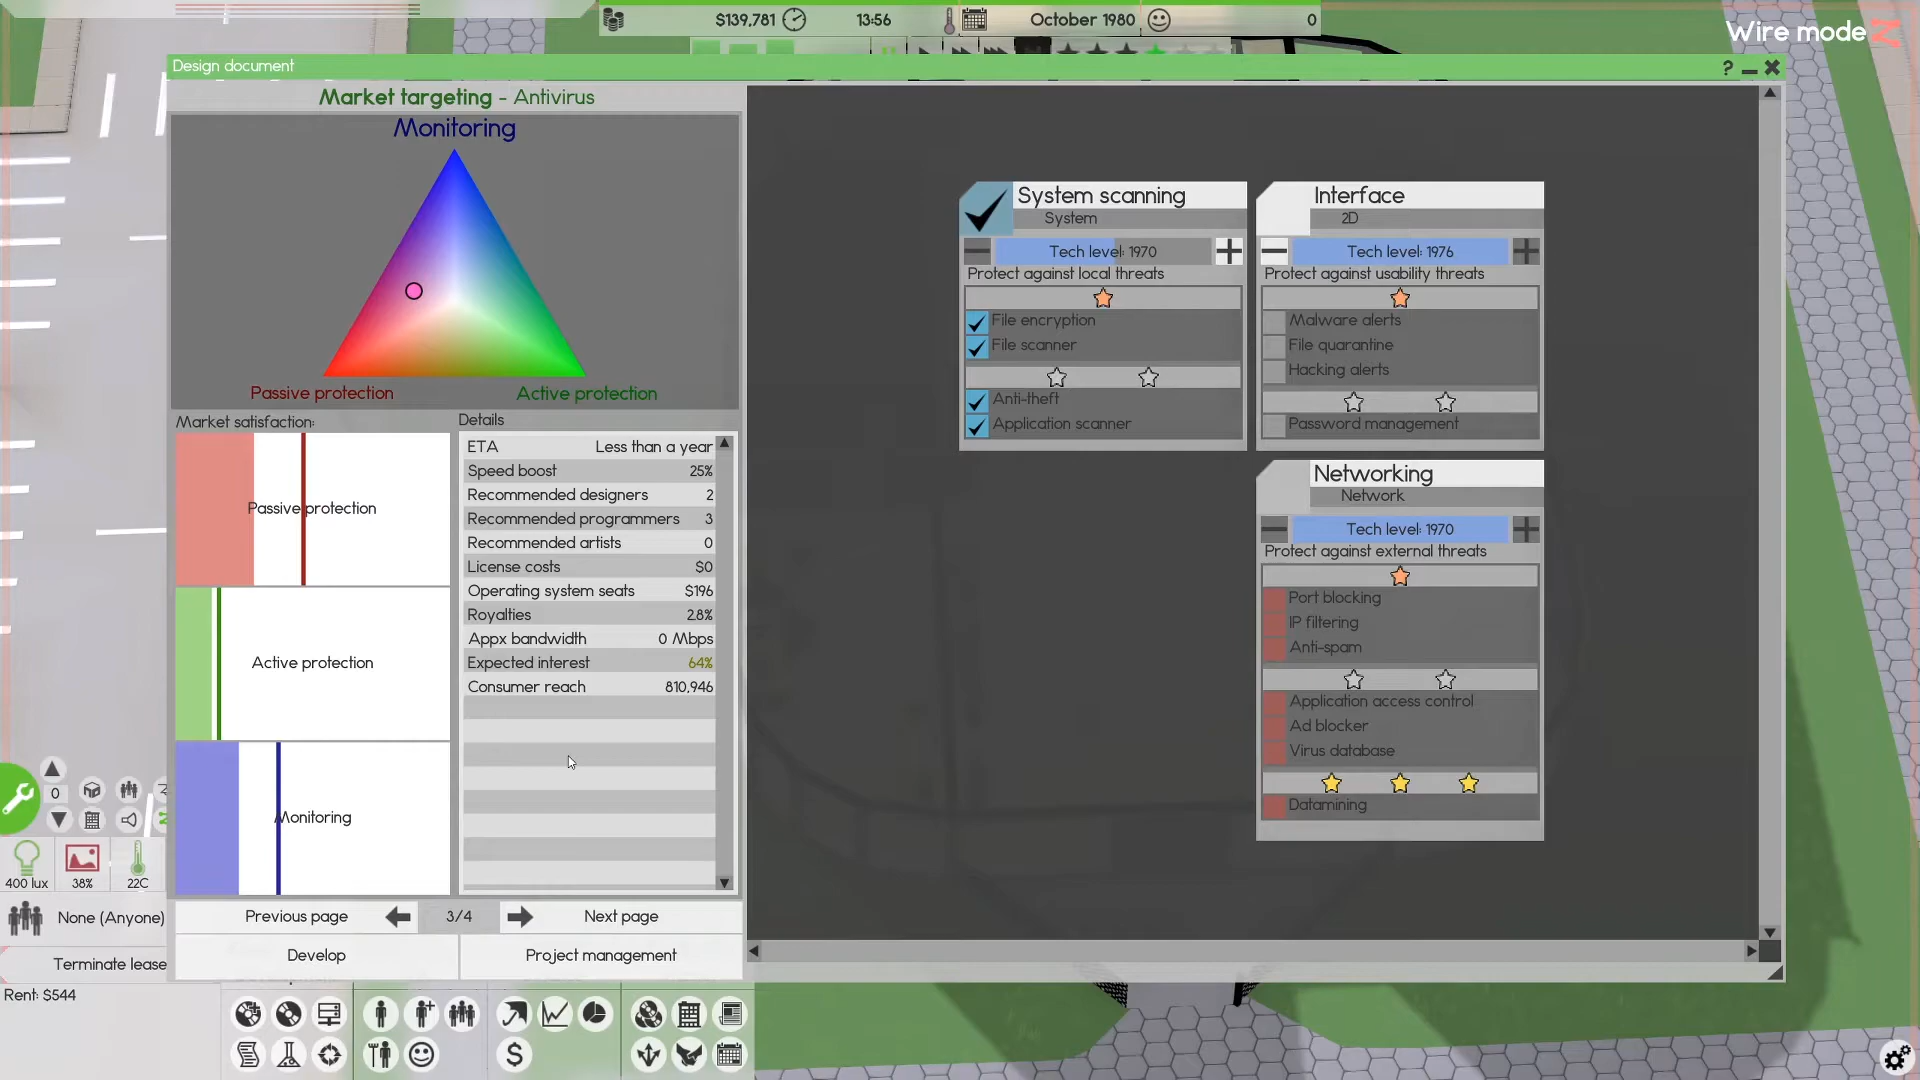 $139,781
13:56
October 1980
0
Wire mode
Design document
?
Market targeting - Antivirus
Monitoring
Passive protection
Active protection
Market satisfaction:
Passive protection
Active protection
Monitoring
Details
ETA Less than a year
Speed boost 25%
Recommended designers 2
Recommended programmers 3
Recommended artists 0
License costs $0
Operating system seats $196
Royalties 2.8%
Appx bandwidth 0 Mbps
Expected interest 64%
Consumer reach 810,946
Previous page
3/4
Next page
Develop
Project management
System scanning
System
Tech level: 1970
Protect against local threats
File encryption
File scanner
Anti-theft
Application scanner
Interface
2D
Tech level: 1976
Protect against usability threats
Malware alerts
File quarantine
Hacking alerts
Password management
Networking
Network
Tech level: 1970
Protect against external threats
Port blocking
IP filtering
Anti-spam
Application access control
Ad blocker
Virus database
Datamining
0
400 lux
38%
22C
None (Anyone)
Terminate lease
Rent: $544